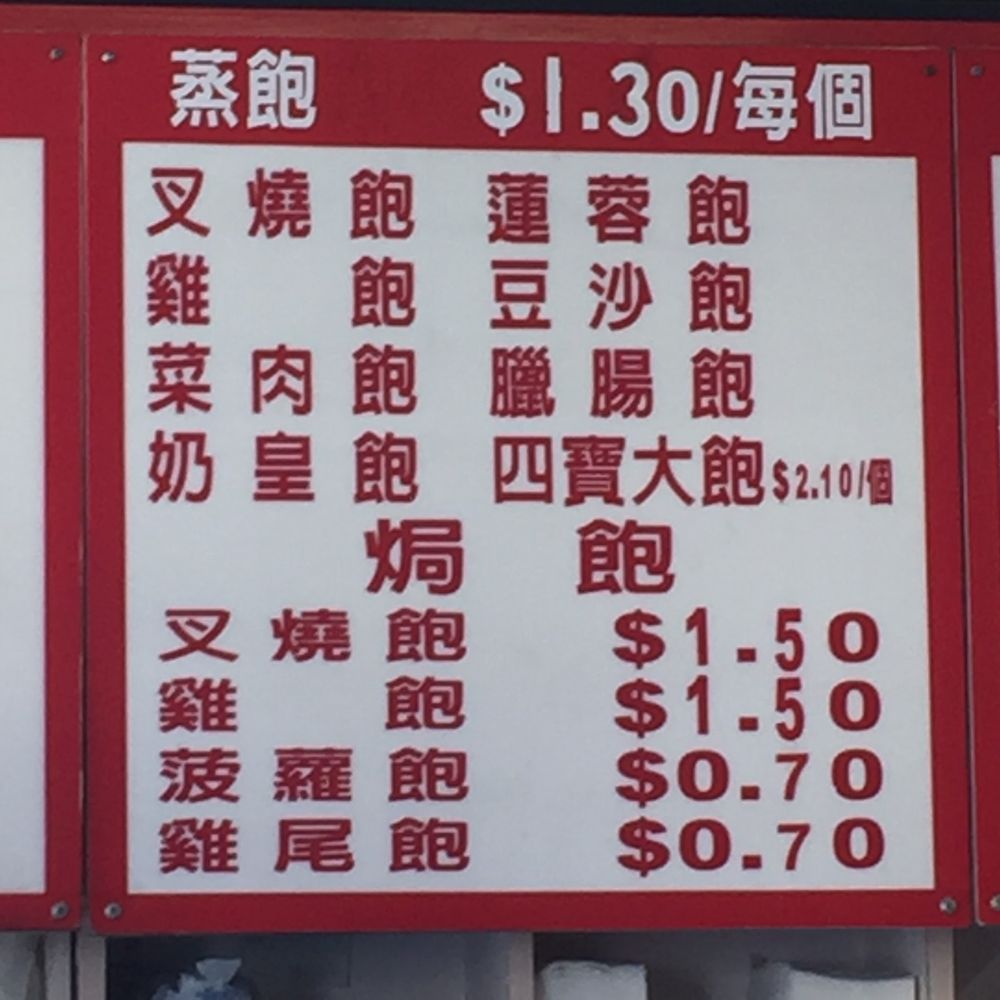 蒸飽 $1.30/每個
叉燒飽 蓮蓉飽
雞飽 豆沙飽
菜肉飽 臘腸飽
奶皇飽 四寶大飽$2.10/個
焗飽
叉燒飽 $1.50
雞飽 $1.50
菠蘿飽 $0.70
雞尾飽 $0.70